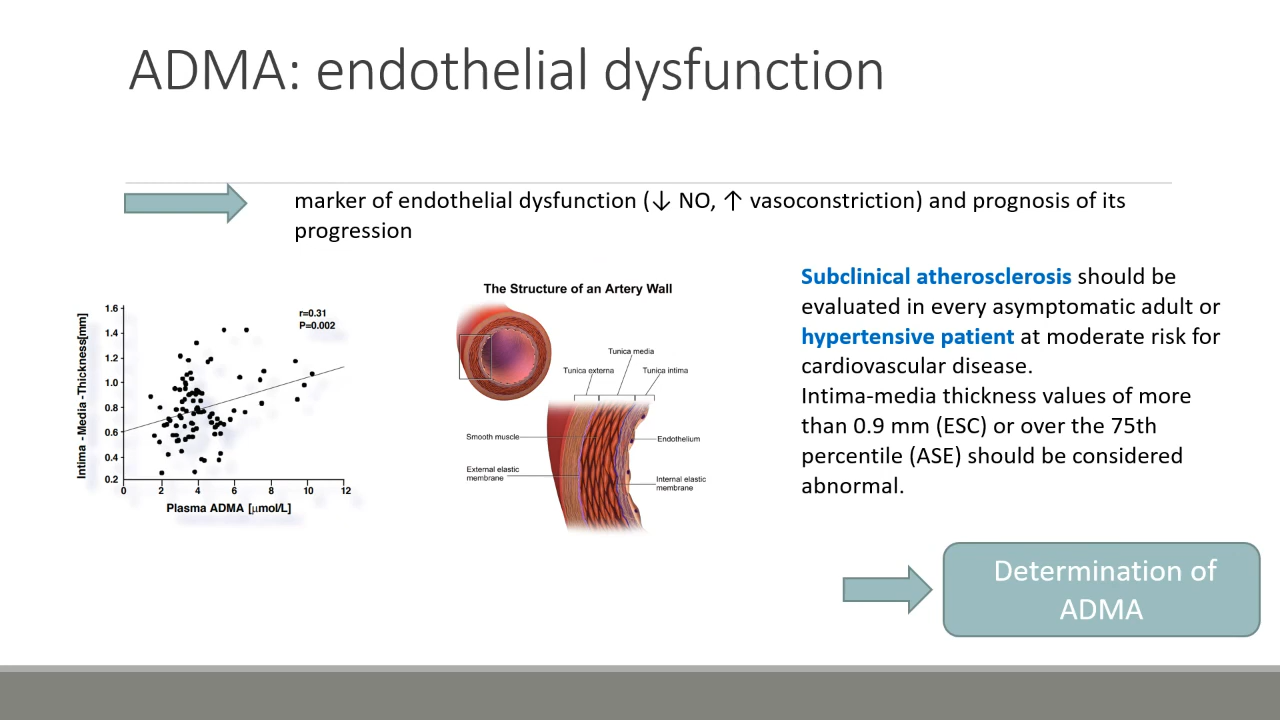 ADMA: endothelial dysfunction
marker of endothelial dysfunction (↓ NO, ↑ vasoconstriction) and prognosis of its
progression
1.6
1.4
1.2
1.0
0.8
0.6
0.4
0.2
Intima - Media -Thickness[mm]
r=0.31
P=0.002
0 2 4 6 8 10 12
Plasma ADMA [µmol/L]
The Structure of an Artery Wall
Tunica media
Tunica externa
Tunica intima
Smooth muscle
Endothelium
External elastic
membrane
Internal elastic
membrane
Subclinical atherosclerosis should be
evaluated in every asymptomatic adult or
hypertensive patient at moderate risk for
cardiovascular disease.
Intima-media thickness values of more
than 0.9 mm (ESC) or over the 75th
percentile (ASE) should be considered
abnormal.
Determination of
ADMA